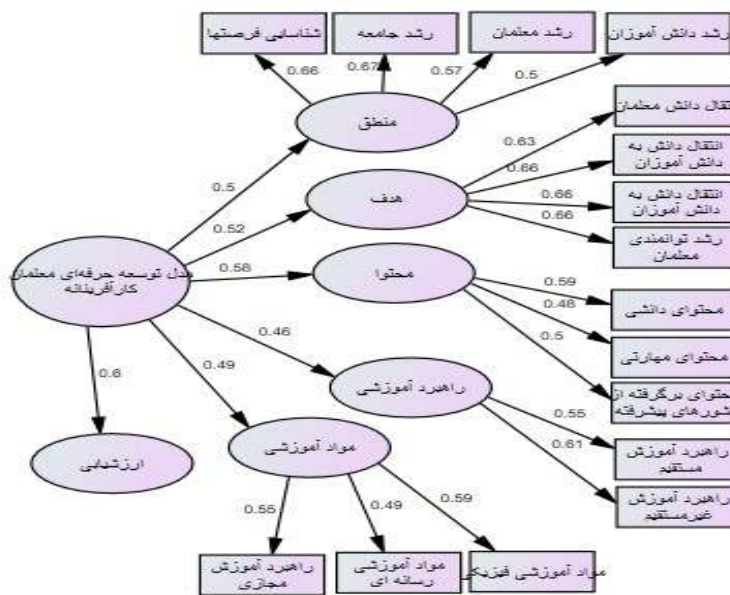 شناسایی فرصتها
رشد جامعه
رشد معلمان
رشد دانش آموزان
0.66
0.67
0.57
0.5
منطق
انتقال دانش معلمان
0.63
انتقال دانش به
دانش آموزان
0.66
انتقال دانش به
دانش آموزان
0.66
رشد توانمندی
معلمان
0.66
هدف
0.5
0.52
مدل توسعه حرفه‌ای معلمان
کارآفرینانه
0.58
محتوا
0.59
محتوای دانشی
0.48
محتوای مهارتی
0.5
محتوای برگرفته از
کشورهای پیشرفته
0.46
راهبرد آموزشی
0.55
راهبرد آموزش
مستقیم
0.61
راهبرد آموزش
غیرمستقیم
0.6
ارزشیابی
0.49
مواد آموزشی
0.55
0.49
0.59
راهبرد آموزش
مجازی
مواد آموزشی
رسانه ای
مواد آموزشی فیزیکی